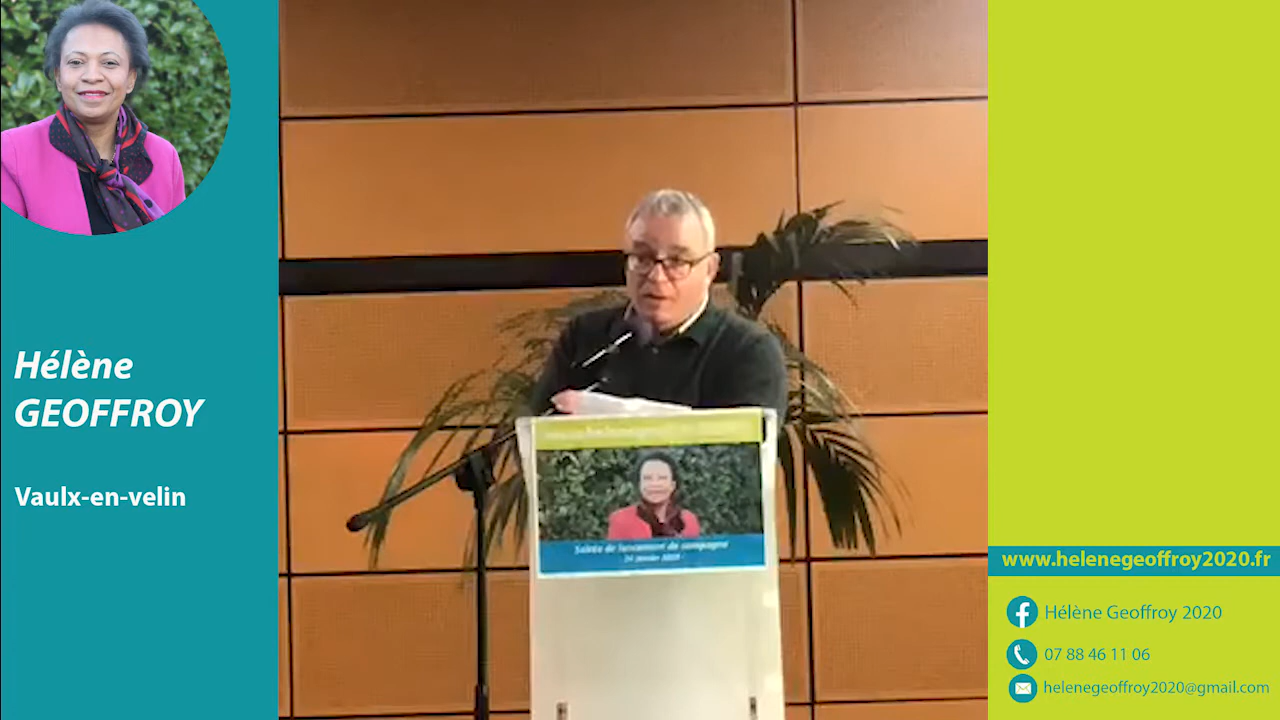 Hélène
GEOFFROY
Vaulx-en-velin
Soirée de lancement de campagne
www.helenegeoffroy2020.fr
Hélène Geoffroy 2020
07 88 46 11 06
helenegeoffroy2020@gmail.com